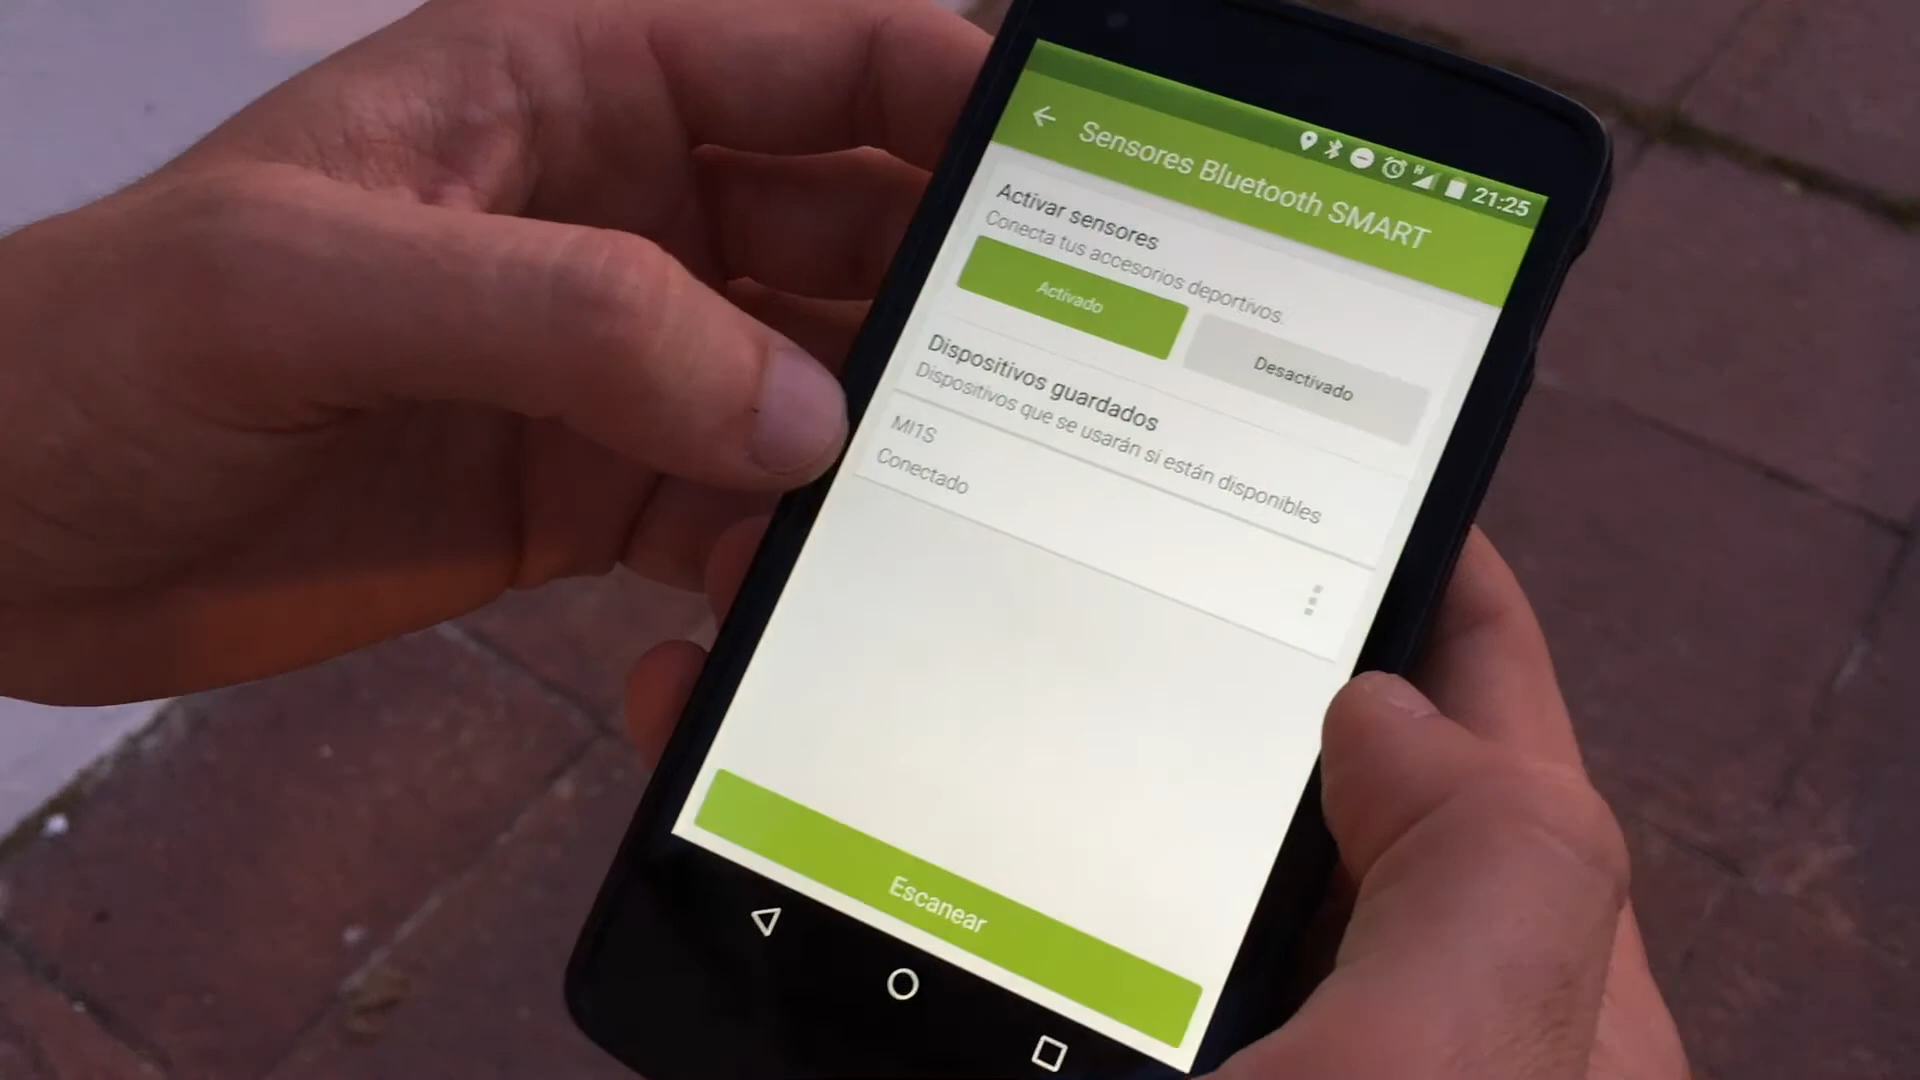 H
21:25
Sensores Bluetooth SMART
Activar sensores
Conecta tus accesorios deportivos.
Activado
Desactivado
Dispositivos guardados
Dispositivos que se usarán si están disponibles
MI1S
Conectado
Escanear